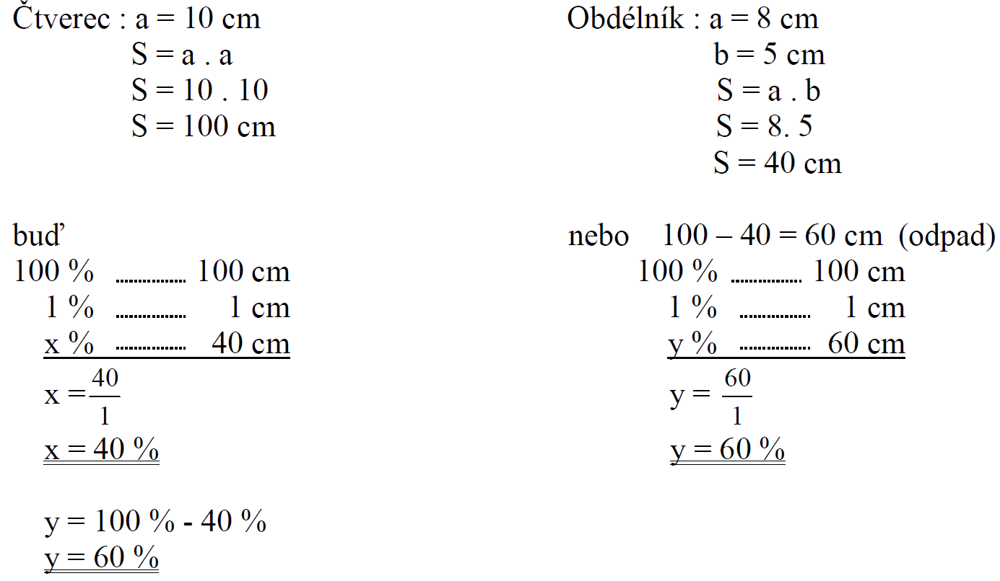 Čtverec : a = 10 cm
S = a . a
S = 10 . 10
S = 100 cm
Obdélník : a = 8 cm
b = 5 cm
S = a . b
S = 8. 5
S = 40 cm
buď
100 % ................ 100 cm
1 % ................ 1 cm
x % ................ 40 cm
x = 40/1
x = 40 %
y = 100 % - 40 %
y = 60 %
nebo 100 – 40 = 60 cm (odpad)
100 % ................ 100 cm
1 % ................ 1 cm
y % ................ 60 cm
y = 60/1
y = 60 %